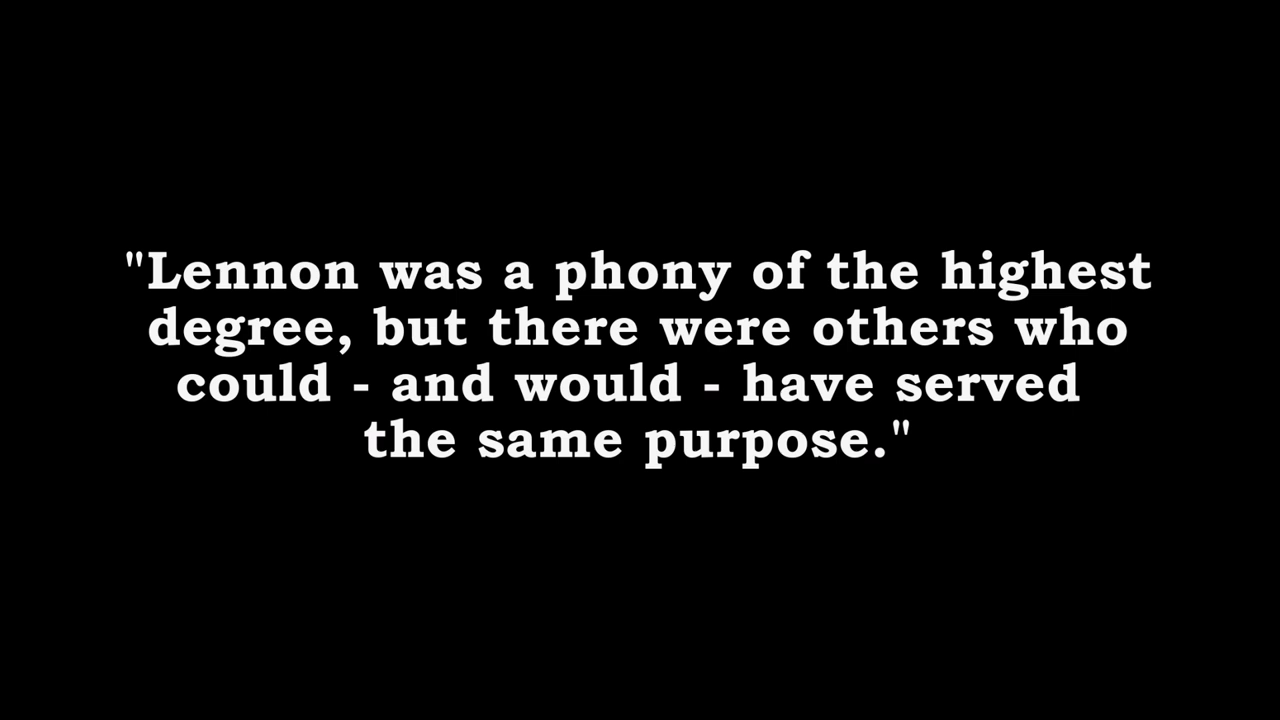 "Lennon was a phony of the highest
degree, but there were others who
could - and would - have served
the same purpose."